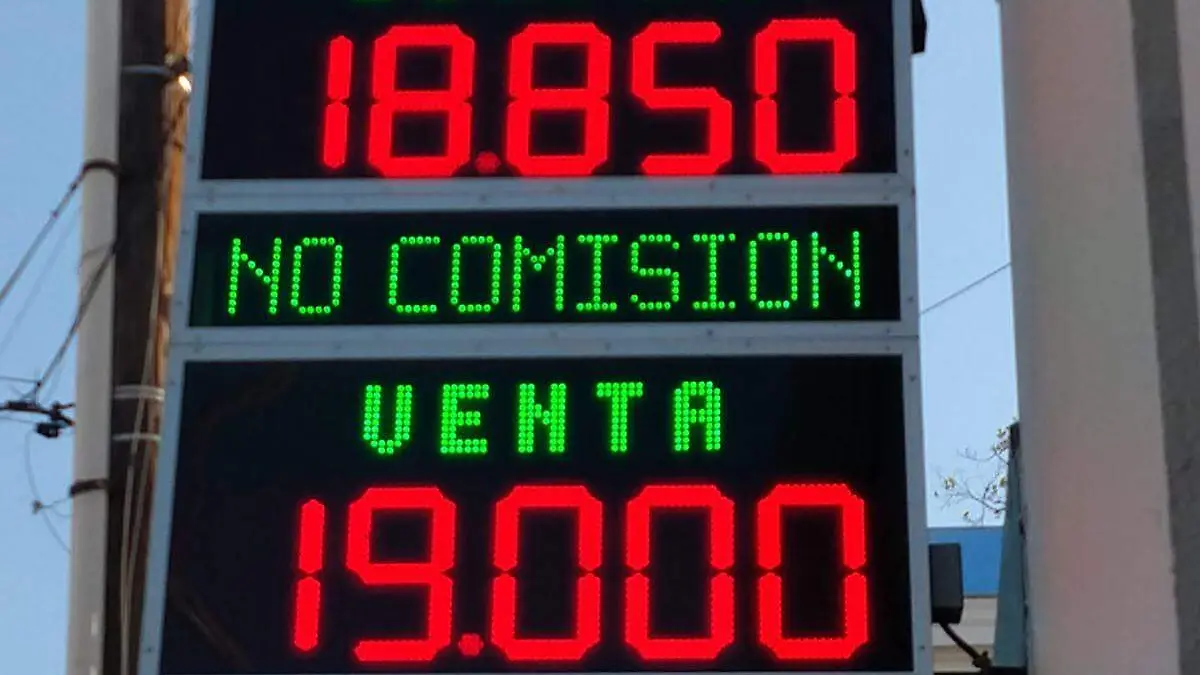 18.850
NO COMISION
VENTA
19.000